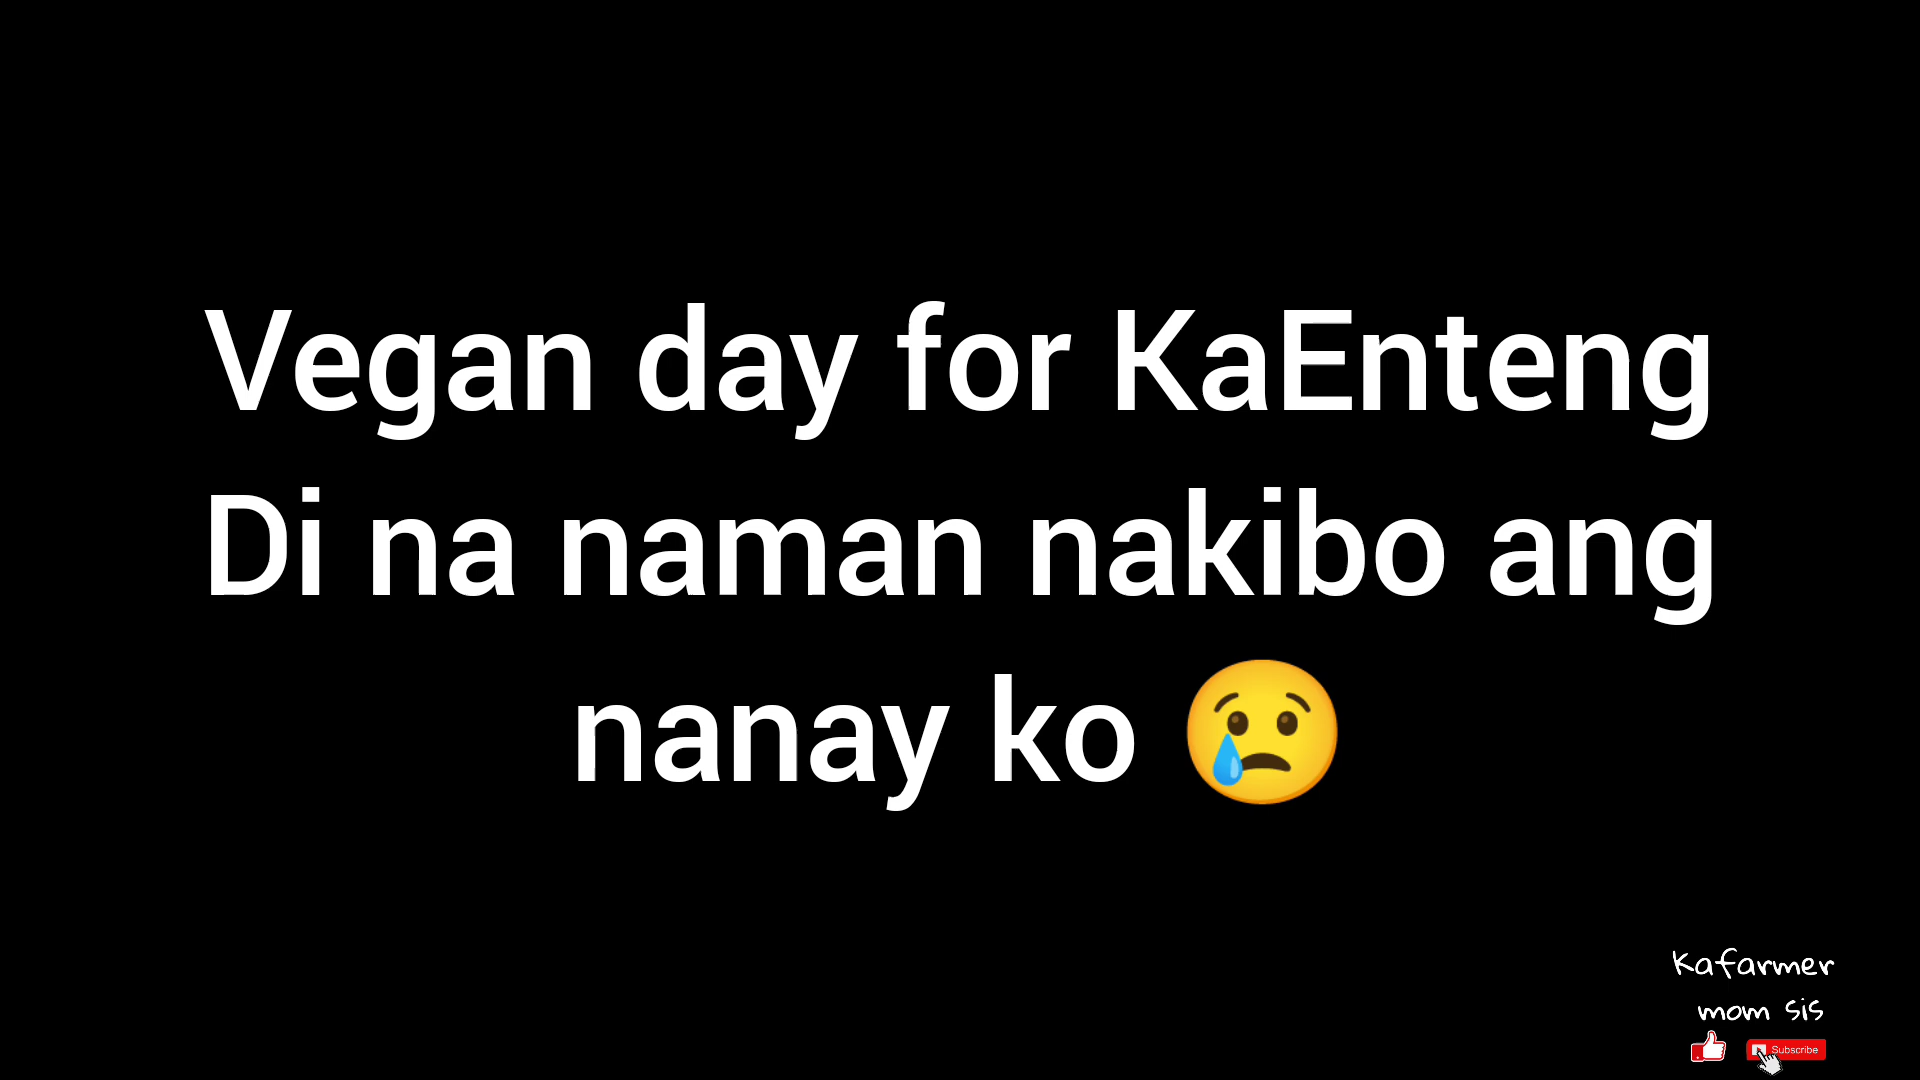 Vegan day for KaEnteng
Di na naman nakibo ang
nanay ko 😢
Kafarmer
mom sis
Subscribe